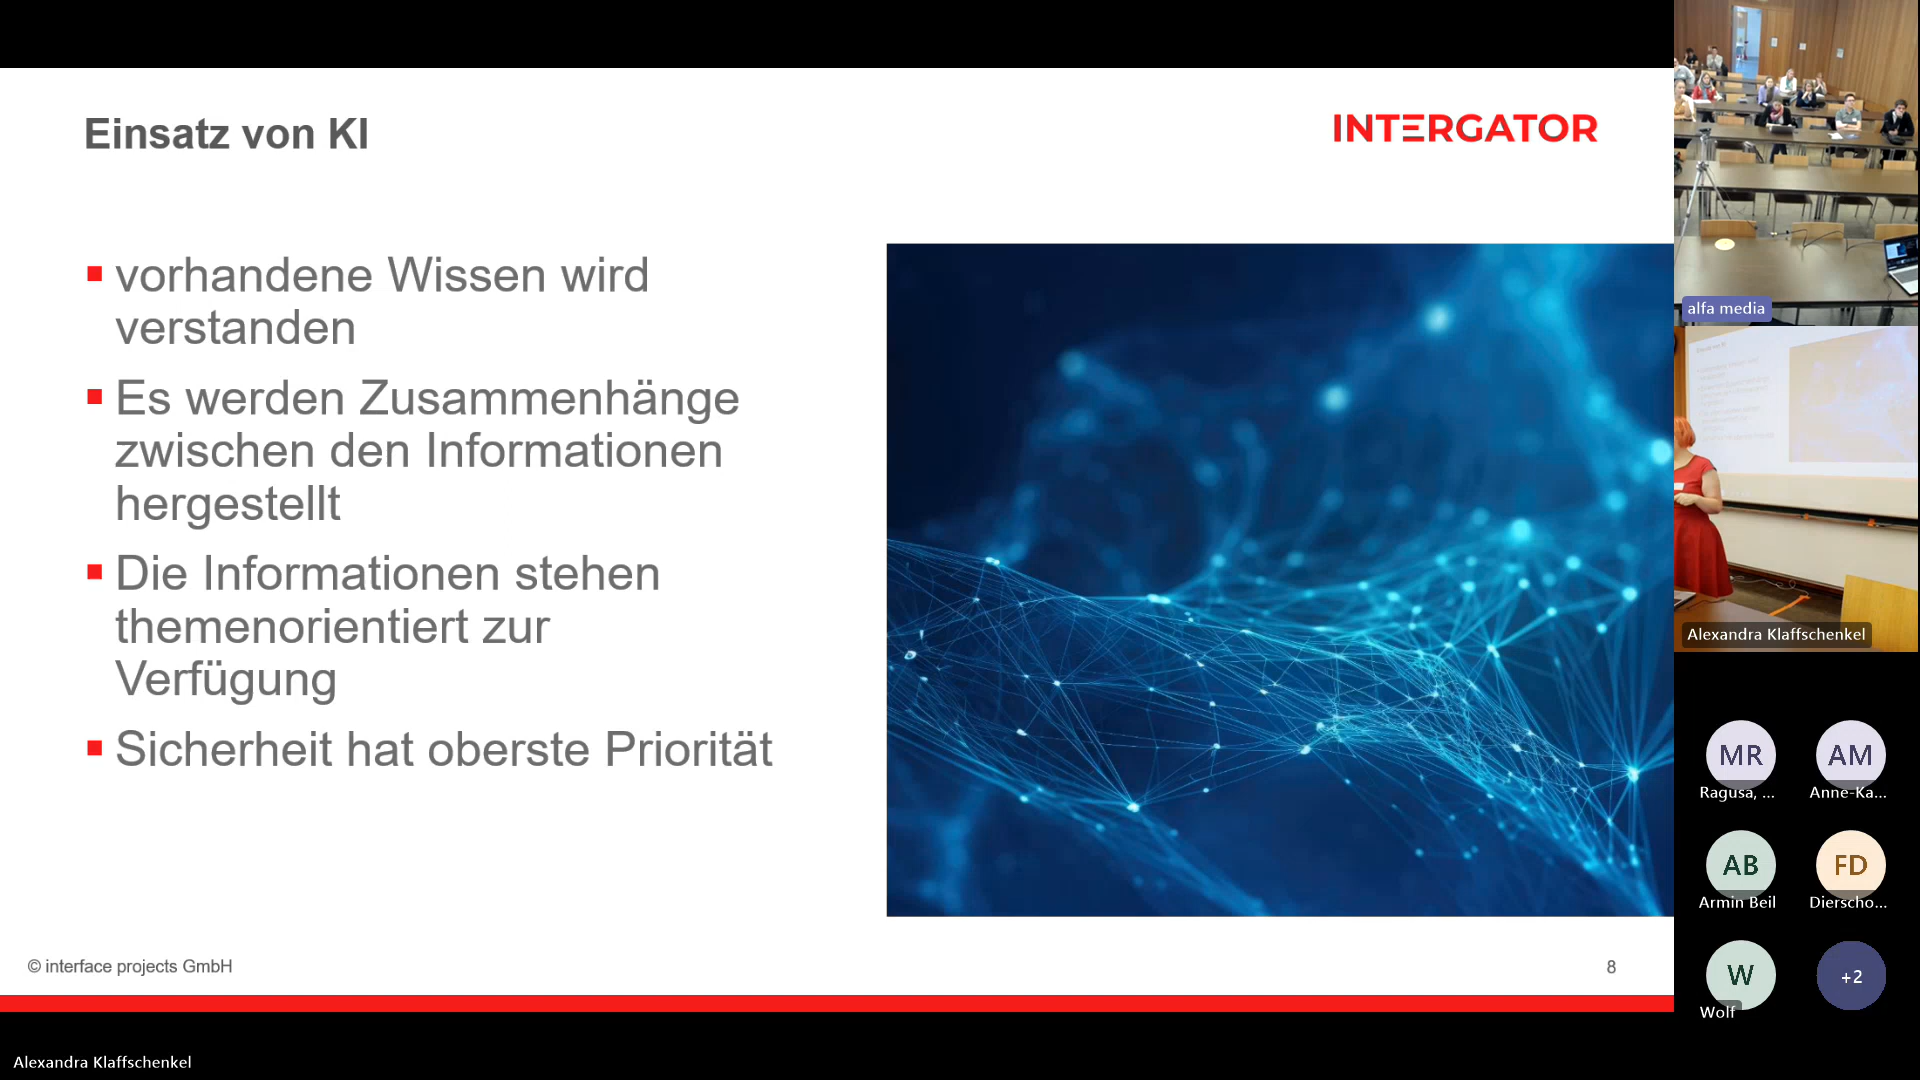 Einsatz von KI
INTERGATOR
vorhandene Wissen wird
verstanden
Es werden Zusammenhänge
zwischen den Informationen
hergestellt
Die Informationen stehen
themenorientiert zur
Verfügung
Sicherheit hat oberste Priorität
© interface projects GmbH
8
Alexandra Klaffschenkel
alfa media
Alexandra Klaffschenkel
MR
Ragusa, ...
AM
Anne-Ka...
AB
Armin Beil
FD
Dierscho...
W
Wolf
+2